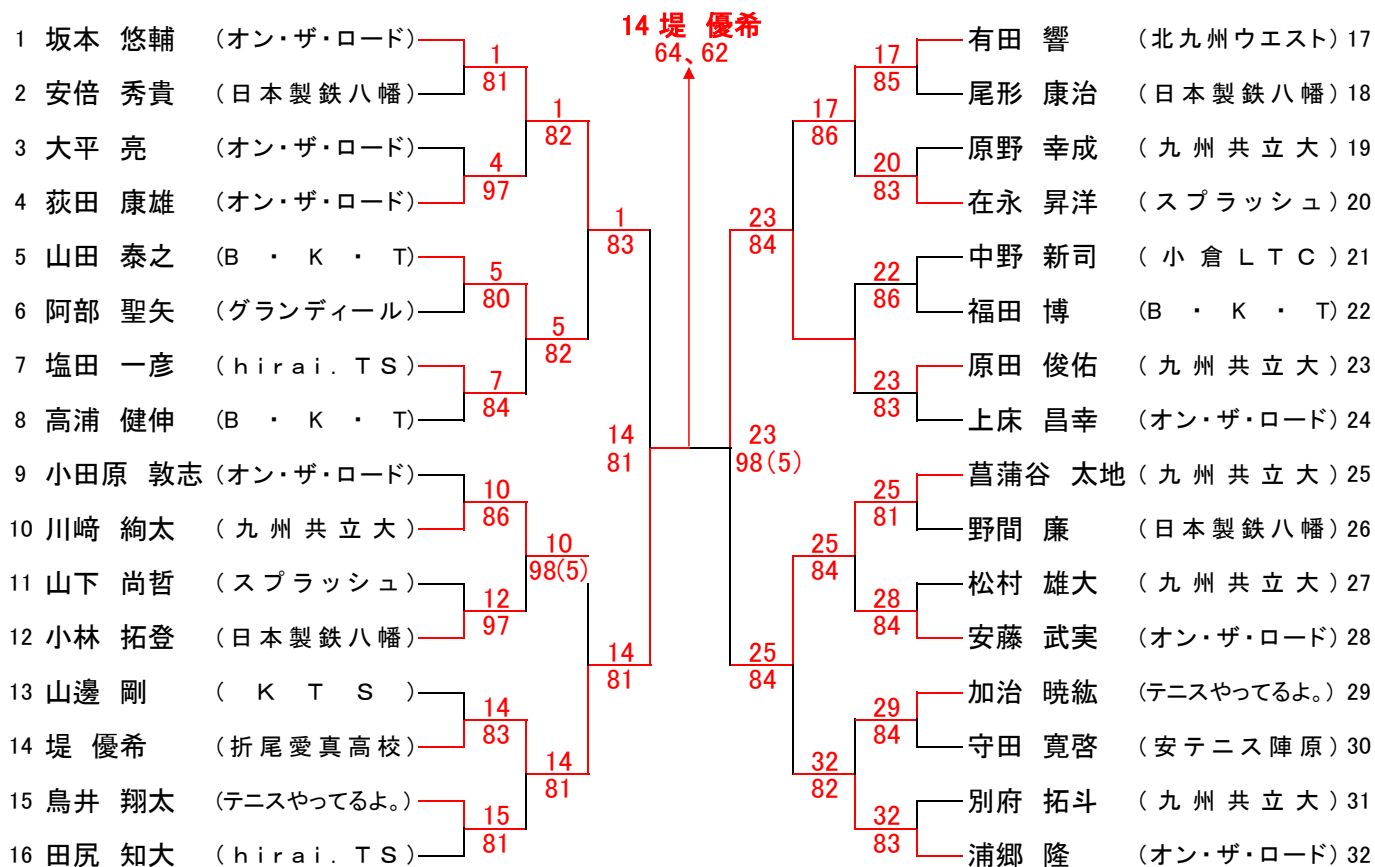 14 堤 優希
64、62
1 坂本 悠輔 (オン・ザ・ロード)
2 安倍 秀貴 (日本製鉄八幡)
3 大平 亮 (オン・ザ・ロード)
4 荻田 康雄 (オン・ザ・ロード)
5 山田 泰之 (B ・ K ・ T)
6 阿部 聖矢 (グランディール)
7 塩田 一彦 (hirai.TS)
8 高浦 健伸 (B ・ K ・ T)
9 小田原 敦志 (オン・ザ・ロード)
10 川﨑 絢太 (九州共立大)
11 山下 尚哲 (スプラッシュ)
12 小林 拓登 (日本製鉄八幡)
13 山邊 剛 (K T S)
14 堤 優希 (折尾愛真高校)
15 鳥井 翔太 (テニスやってるよ。)
16 田尻 知大 (hirai.TS)
1
81
4
97
5
80
7
84
10
86
12
97
14
83
15
81
1
82
5
82
10
98(5)
14
81
1
83
14
81
14
81
23
98(5)
23
84
25
84
17
86
25
84
32
82
17
85
20
83
22
86
23
83
25
81
28
84
29
84
32
83
有田 響 (北九州ウエスト) 17
尾形 康治 (日本製鉄八幡) 18
原野 幸成 (九州共立大) 19
在永 昇洋 (スプラッシュ) 20
中野 新司 (小倉LTC) 21
福田 博 (B ・ K ・ T) 22
原田 俊佑 (九州共立大) 23
上床 昌幸 (オン・ザ・ロード) 24
菖蒲谷 太地 (九州共立大) 25
野間 廉 (日本製鉄八幡) 26
松村 雄大 (九州共立大) 27
安藤 武実 (オン・ザ・ロード) 28
加治 暁紘 (テニスやってるよ。) 29
守田 寛啓 (安テニス陣原) 30
別府 拓斗 (九州共立大) 31
浦郷 隆 (オン・ザ・ロード) 32